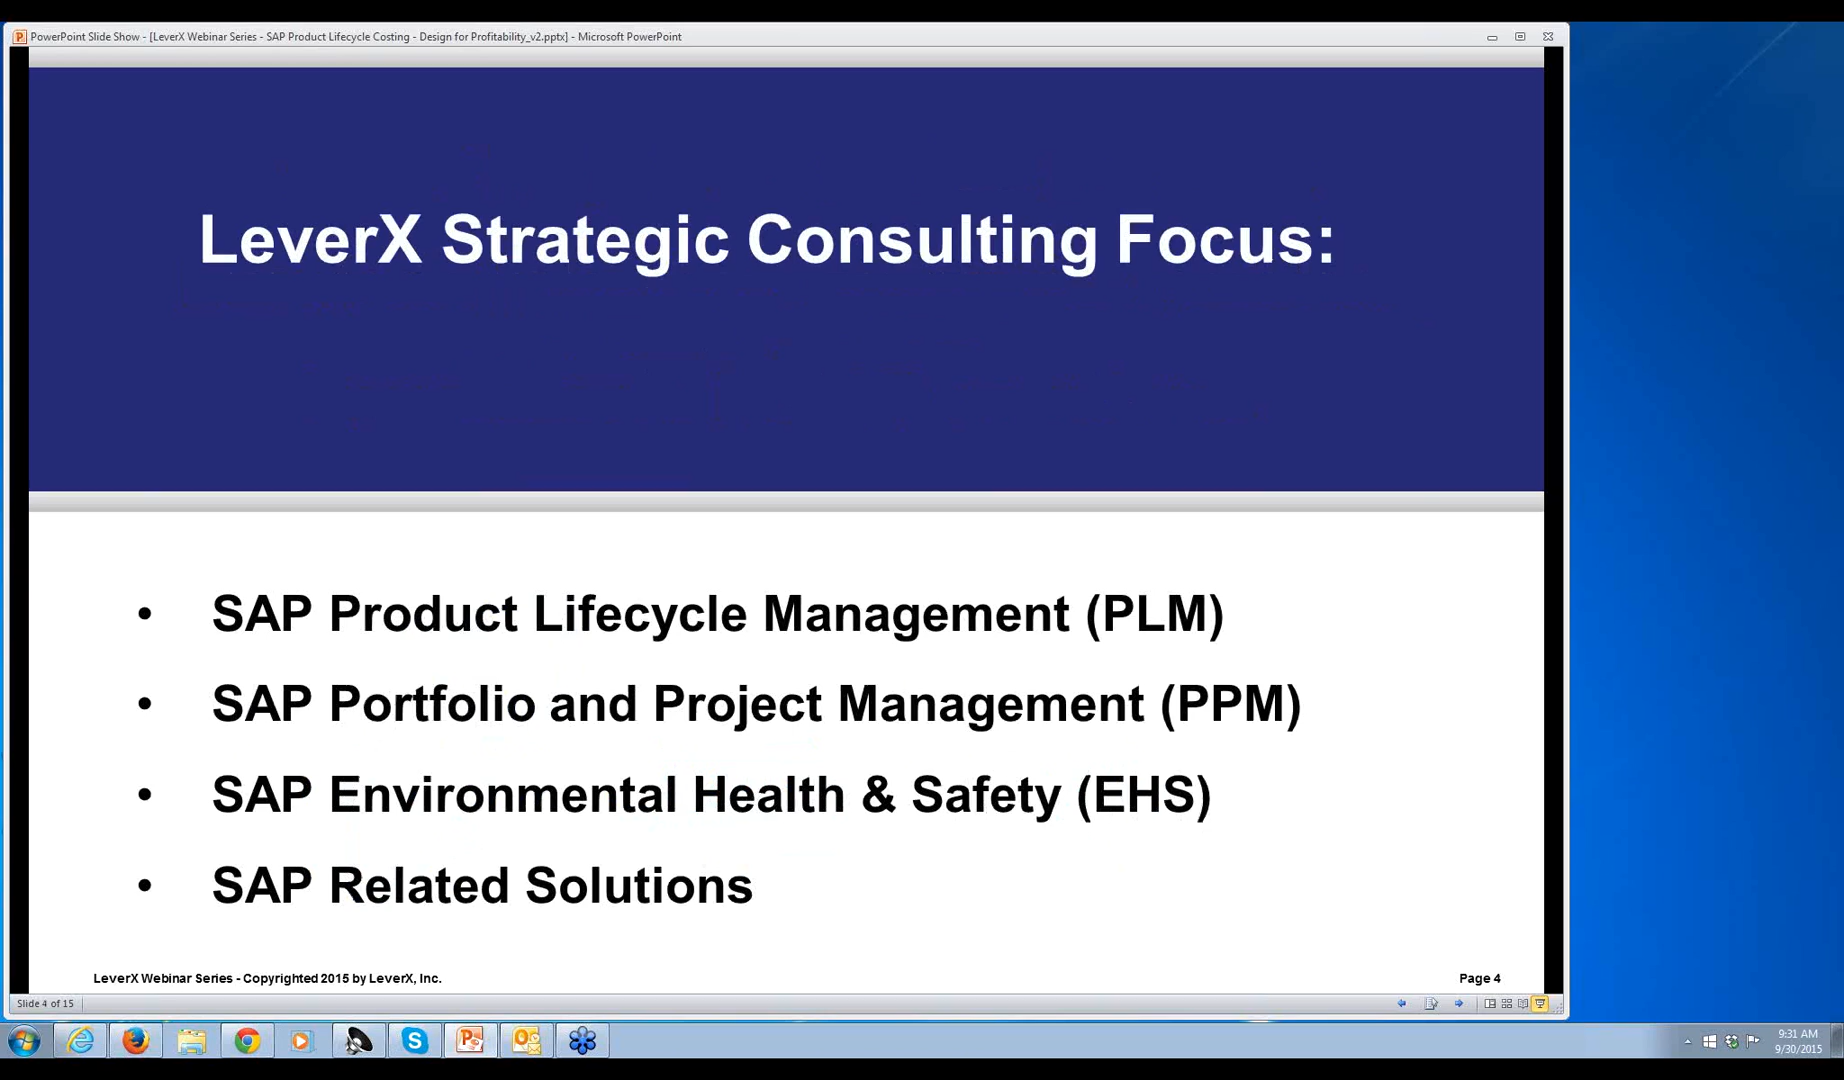 PowerPoint Slide Show - [LeverX Webinar Series - SAP Product Lifecycle Costing - Design for Profitability_v2.pptx] - Microsoft PowerPoint
LeverX Strategic Consulting Focus:
• SAP Product Lifecycle Management (PLM)
• SAP Portfolio and Project Management (PPM)
• SAP Environmental Health & Safety (EHS)
• SAP Related Solutions
LeverX Webinar Series - Copyrighted 2015 by LeverX, Inc.
Page 4
Slide 4 of 15
9:31 AM
9/30/2015